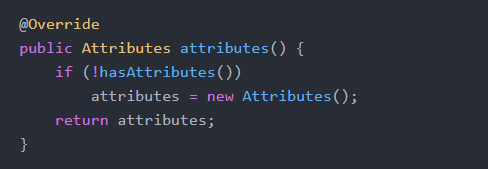 @Override
public Attributes attributes() {
    if (!hasAttributes())
        attributes = new Attributes();
    return attributes;
}